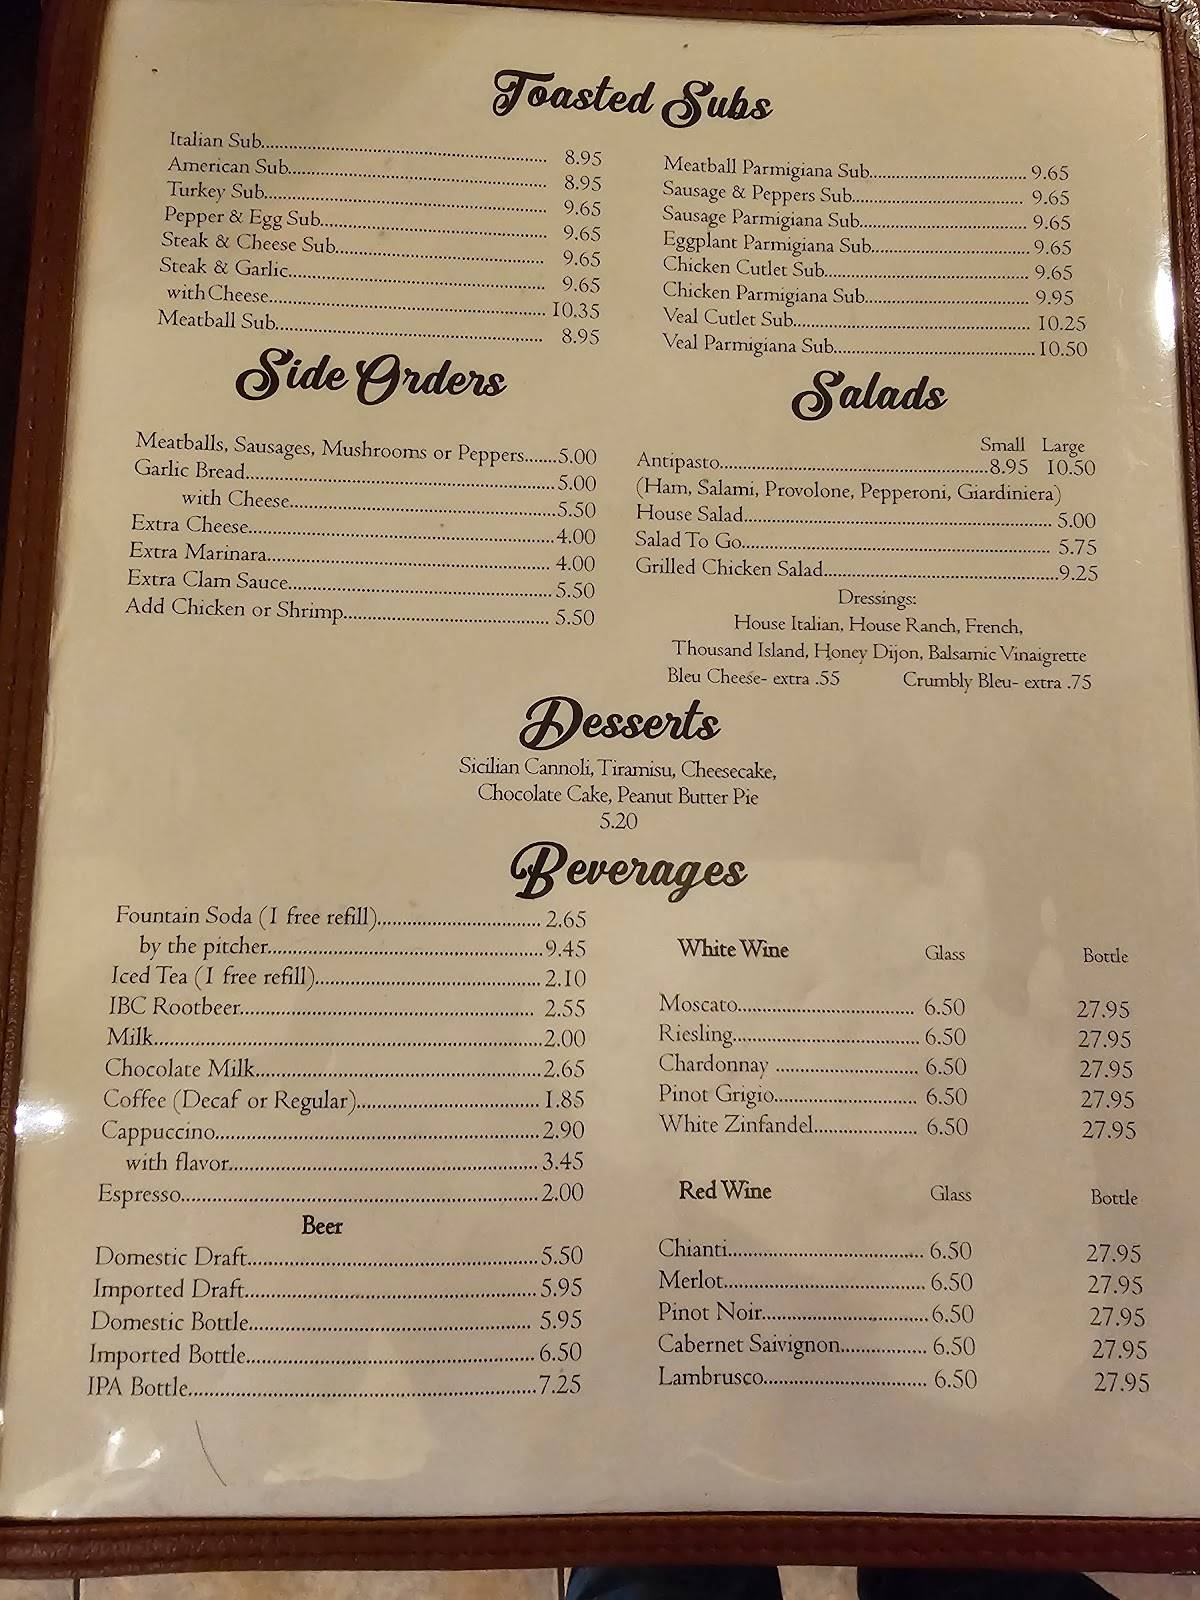 Toasted Subs
Italian Sub 8.95
American Sub 8.95
Turkey Sub 9.65
Pepper & Egg Sub 9.65
Steak & Cheese Sub 9.65
Steak & Garlic 9.65
with Cheese 10.35
Meatball Sub 8.95
Meatball Parmigiana Sub 9.65
Sausage & Peppers Sub 9.65
Sausage Parmigiana Sub 9.65
Eggplant Parmigiana Sub 9.65
Chicken Cutlet Sub 9.65
Chicken Parmigiana Sub 9.95
Veal Cutlet Sub 10.25
Veal Parmigiana Sub 10.50
Side Orders
Meatballs, Sausages, Mushrooms or Peppers 5.00
Garlic Bread 5.00
with Cheese 5.50
Extra Cheese 4.00
Extra Marinara 4.00
Extra Clam Sauce 5.50
Add Chicken or Shrimp 5.50
Salads
Small Large
Antipasto 8.95 10.50
(Ham, Salami, Provolone, Pepperoni, Giardiniera)
House Salad 5.00
Salad To Go 5.75
Grilled Chicken Salad 9.25
Dressings:
House Italian, House Ranch, French,
Thousand Island, Honey Dijon, Balsamic Vinaigrette
Bleu Cheese- extra .55 Crumbly Bleu- extra .75
Desserts
Sicilian Cannoli, Tiramisu, Cheesecake,
Chocolate Cake, Peanut Butter Pie
5.20
Beverages
Fountain Soda (1 free refill) 2.65
by the pitcher 9.45
Iced Tea (1 free refill) 2.10
IBC Rootbeer 2.55
Milk 2.00
Chocolate Milk 2.65
Coffee (Decaf or Regular) 1.85
Cappuccino 2.90
with flavor 3.45
Espresso 2.00
Beer
Domestic Draft 5.50
Imported Draft 5.95
Domestic Bottle 5.95
Imported Bottle 6.50
IPA Bottle 7.25
White Wine Glass Bottle
Moscato 6.50 27.95
Riesling 6.50 27.95
Chardonnay 6.50 27.95
Pinot Grigio 6.50 27.95
White Zinfandel 6.50 27.95
Red Wine Glass Bottle
Chianti 6.50 27.95
Merlot 6.50 27.95
Pinot Noir 6.50 27.95
Cabernet Saivignon 6.50 27.95
Lambrusco 6.50 27.95